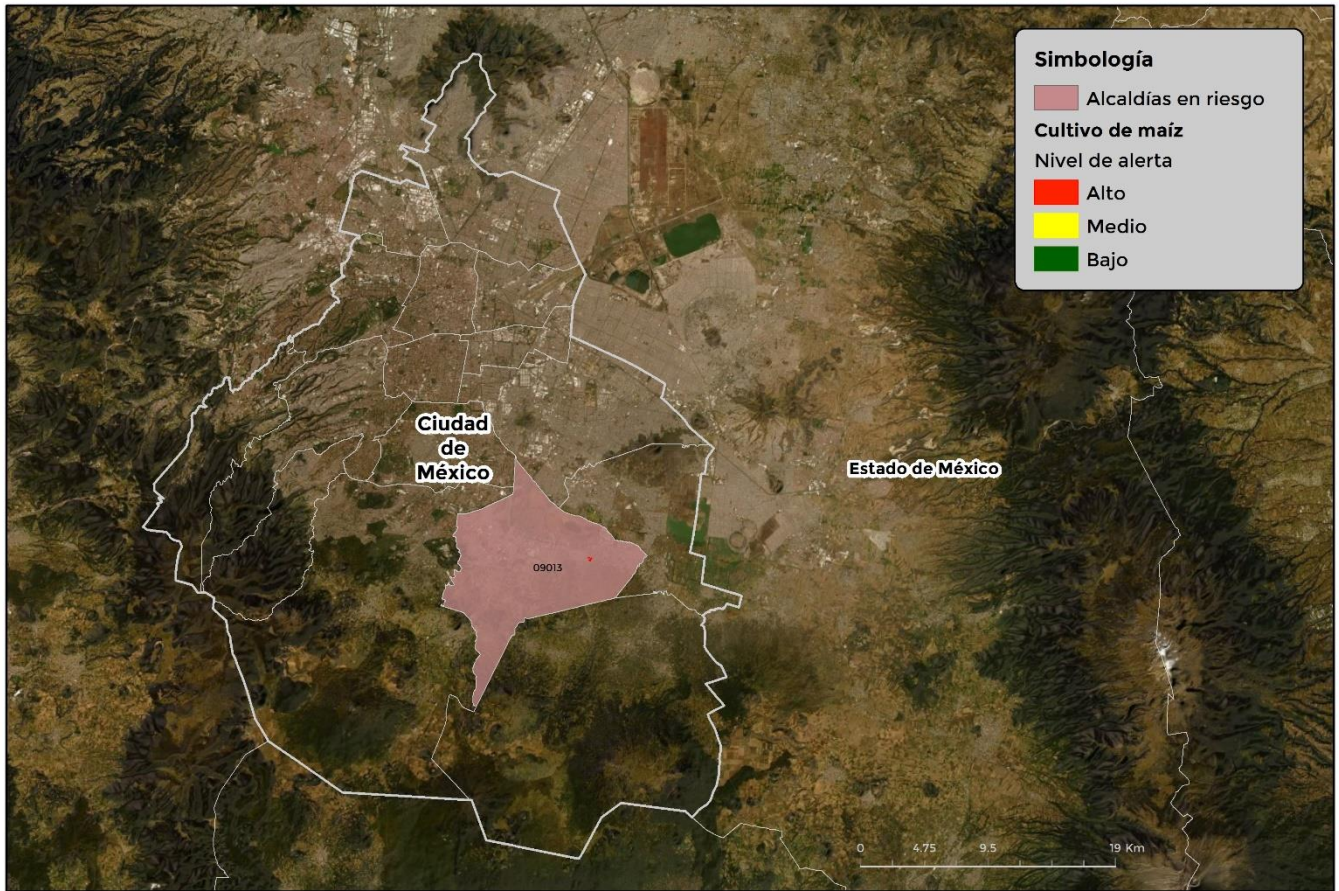 Simbología
Alcaldías en riesgo
Cultivo de maíz
Nivel de alerta
Alto
Medio
Bajo
Ciudad
de
México
Estado de México
09013
0 4.75 9.5 19 Km